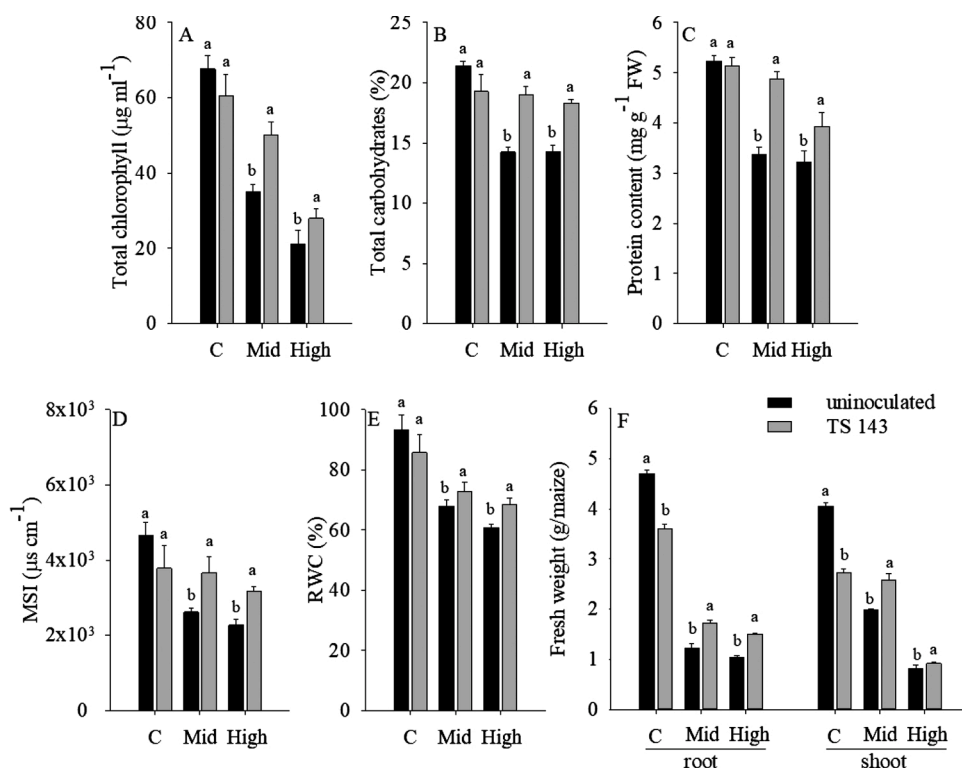 A
Total chlorophyll (µg ml⁻¹)
80
60
40
20
0
a
a
b
a
b
a
C Mid High
B
Total carbohydrates (%)
25
20
15
10
5
0
a
a
b
a
b
a
C Mid High
C
Protein content (mg g⁻¹ FW)
6
5
4
3
2
1
0
a
a
b
a
b
a
C Mid High
D
MSI (µs cm⁻¹)
8x10³
6x10³
4x10³
2x10³
0
a
a
b
a
b
a
C Mid High
E
RWC (%)
100
80
60
40
20
0
a
a
b
a
b
a
C Mid High
F
uninoculated
TS 143
Fresh weight (g/maize)
6
5
4
3
2
1
0
a
b
b
a
b
a
a
b
b
a
b
a
C Mid High C Mid High
root shoot